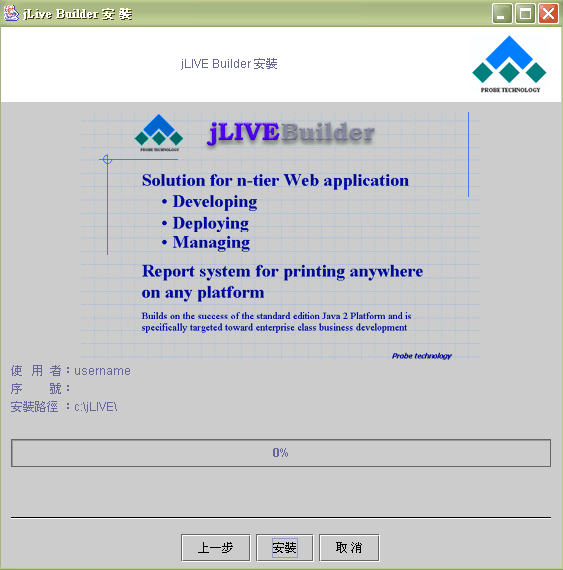 jLive Builder 安 裝
jLIVE Builder 安裝
PROBE TECHNOLOGY
PROBE TECHNOLOGY
jLIVEBuilder
Solution for n-tier Web application
• Developing
• Deploying
• Managing
Report system for printing anywhere
on any platform
Builds on the success of the standard edition Java 2 Platform and is
specifically targeted toward enterprise class business development
Probe technology
使 用 者：username
序 號：
安裝路徑 ：c:\jLIVE\
0%
上一步 安裝 取 消